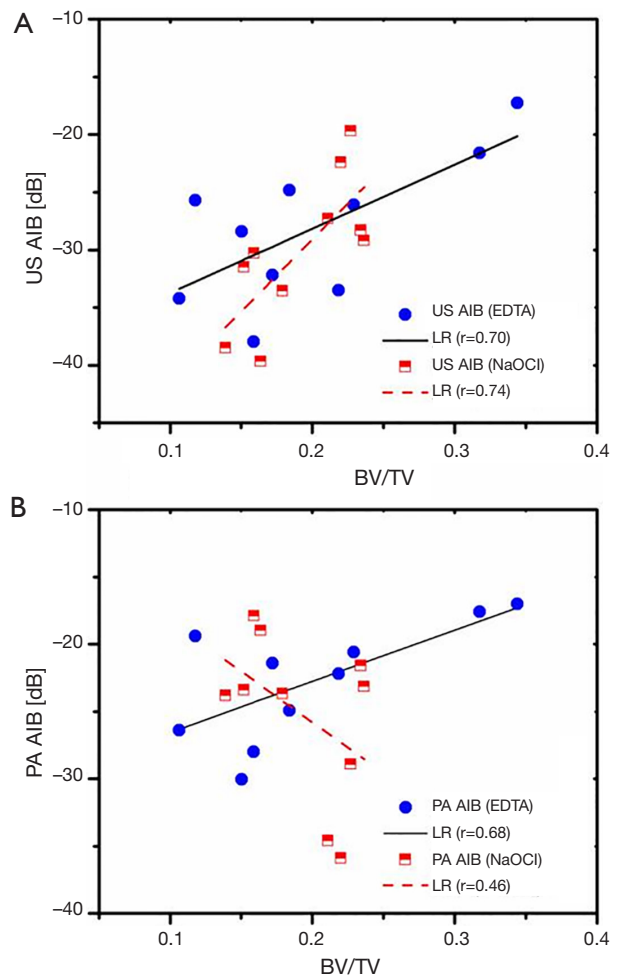 A
−10
−20
−30
−40
US AIB [dB]
US AIB (EDTA)
LR (r=0.70)
US AIB (NaOCl)
LR (r=0.74)
0.1 0.2 0.3 0.4
BV/TV
B
−10
−20
−30
−40
PA AIB [dB]
PA AIB (EDTA)
LR (r=0.68)
PA AIB (NaOCl)
LR (r=0.46)
0.1 0.2 0.3 0.4
BV/TV